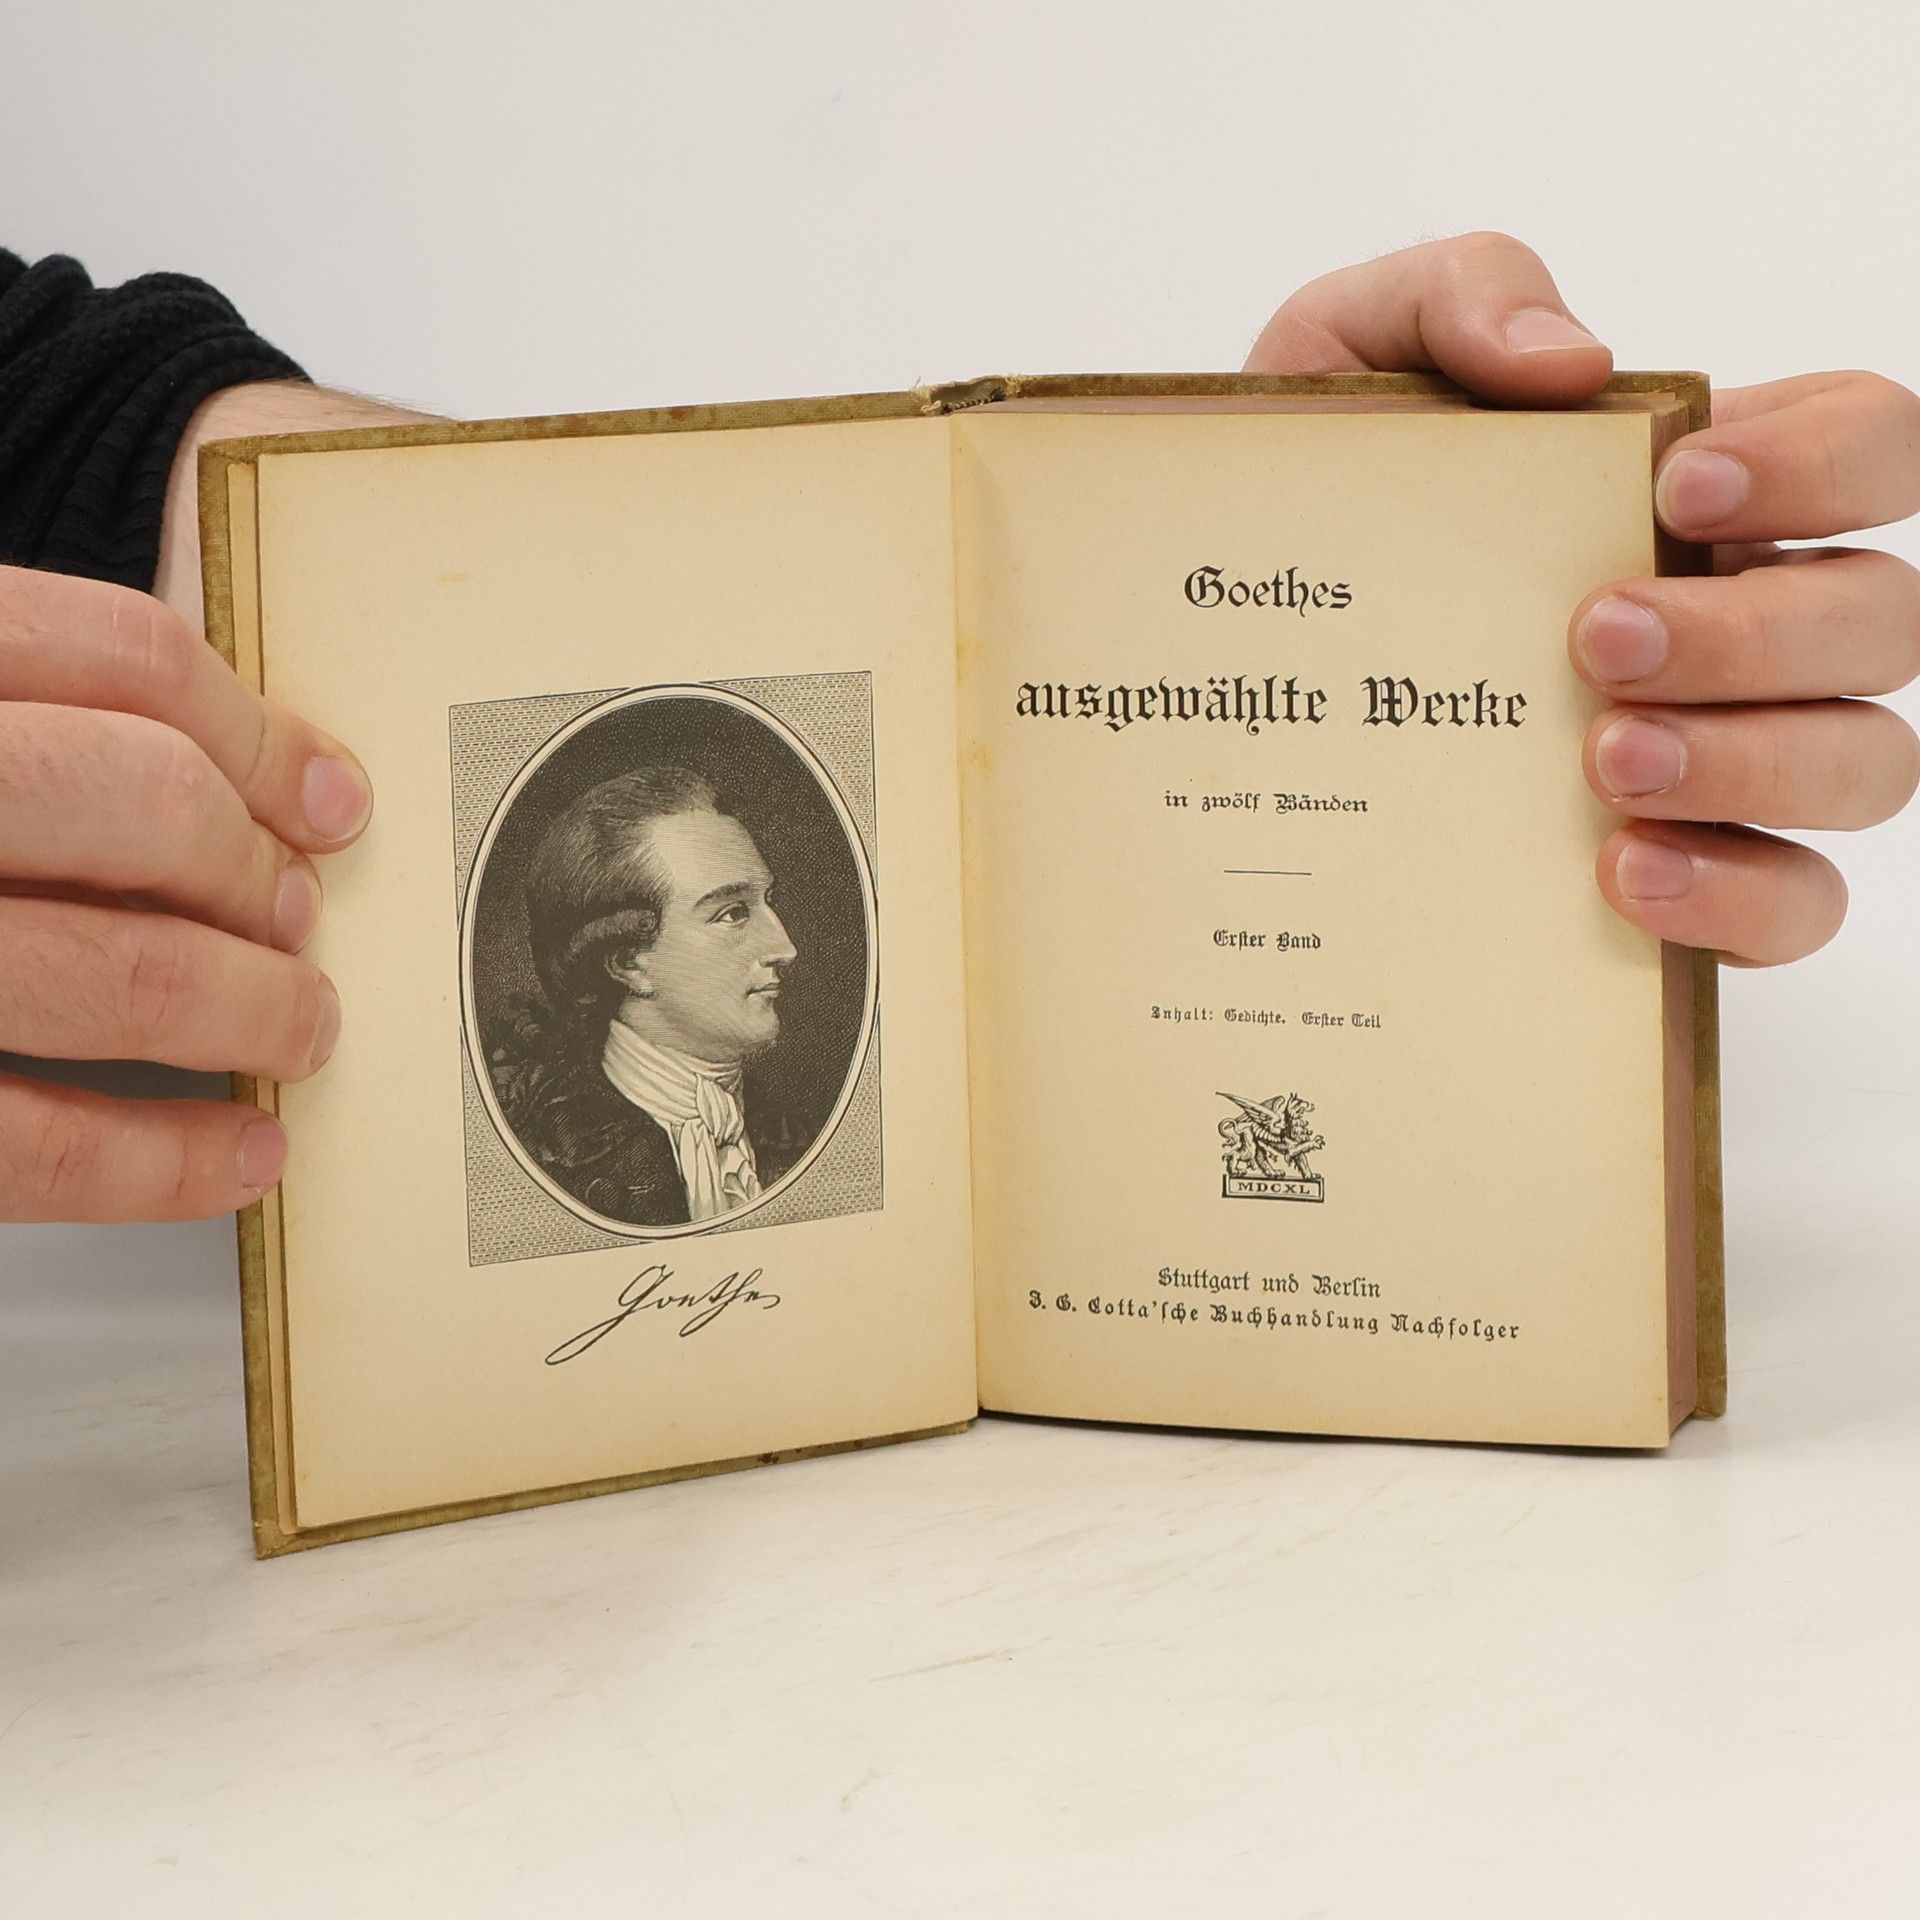 Goethe
Goethes
ausgewählte Werke
in zwölf Bänden
Erster Band
Inhalt: Gedichte. Erster Teil
MDCXL
Stuttgart und Berlin
J. G. Cotta'sche Buchhandlung Nachfolger